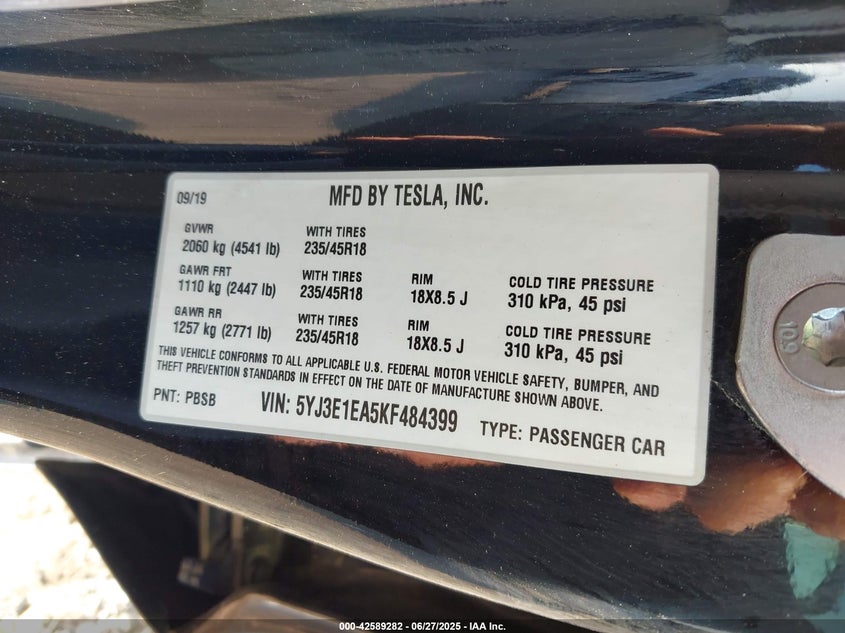 09/19 MFD BY TESLA, INC.
GVWR WITH TIRES
2060 kg (4541 lb) 235/45R18
GAWR FRT WITH TIRES RIM COLD TIRE PRESSURE
1110 kg (2447 lb) 235/45R18 18X8.5 J 310 kPa, 45 psi
GAWR RR WITH TIRES RIM COLD TIRE PRESSURE
1257 kg (2771 lb) 235/45R18 18X8.5 J 310 kPa, 45 psi
THIS VEHICLE CONFORMS TO ALL APPLICABLE U.S. FEDERAL MOTOR VEHICLE SAFETY, BUMPER, AND
THEFT PREVENTION STANDARDS IN EFFECT ON THE DATE OF MANUFACTURE SHOWN ABOVE.
PNT: PBSB VIN: 5YJ3E1EA5KF484399 TYPE: PASSENGER CAR
10.9
000-42589282 - 06/27/2025 - IAA Inc.